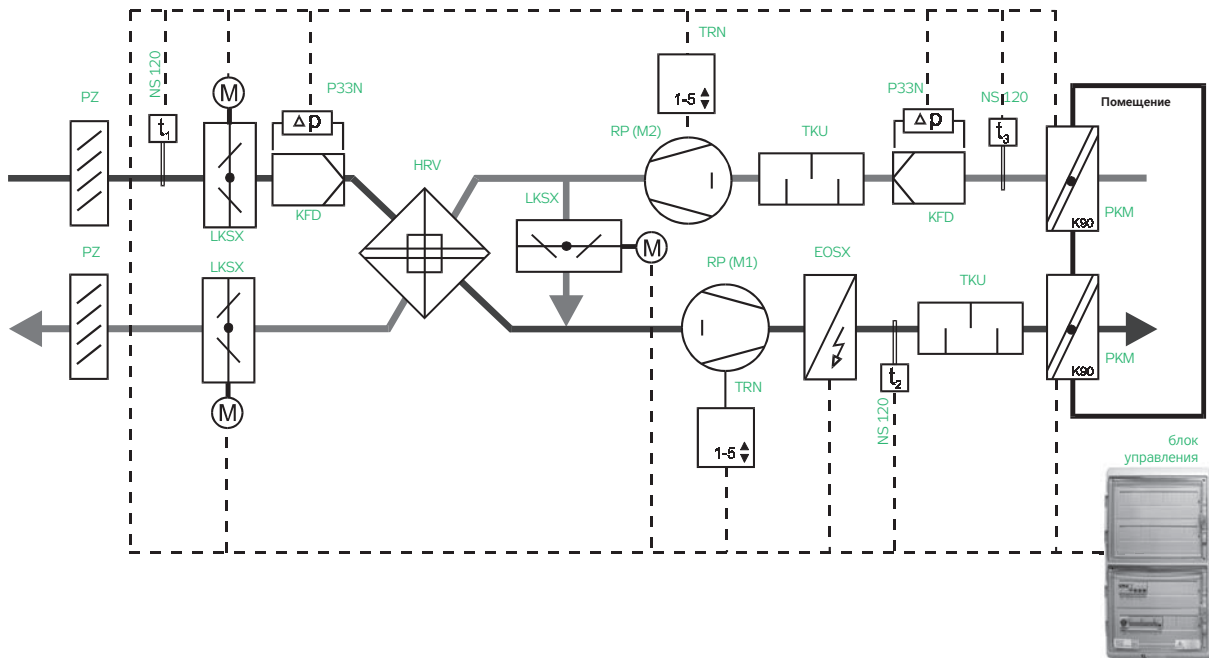 TRN
NS 120
P33N
P33N
NS 120
PZ
M
Δp
1-5
Δp
Помещение
t1
RP (M2)
TKU
t3
HRV
LKSX
KFD
KFD
K90
PKM
LKSX
PZ
LKSX
M
RP (M1)
EOSX
TKU
K90
PKM
t2
TRN
M
NS 120
1-5
блок
управления